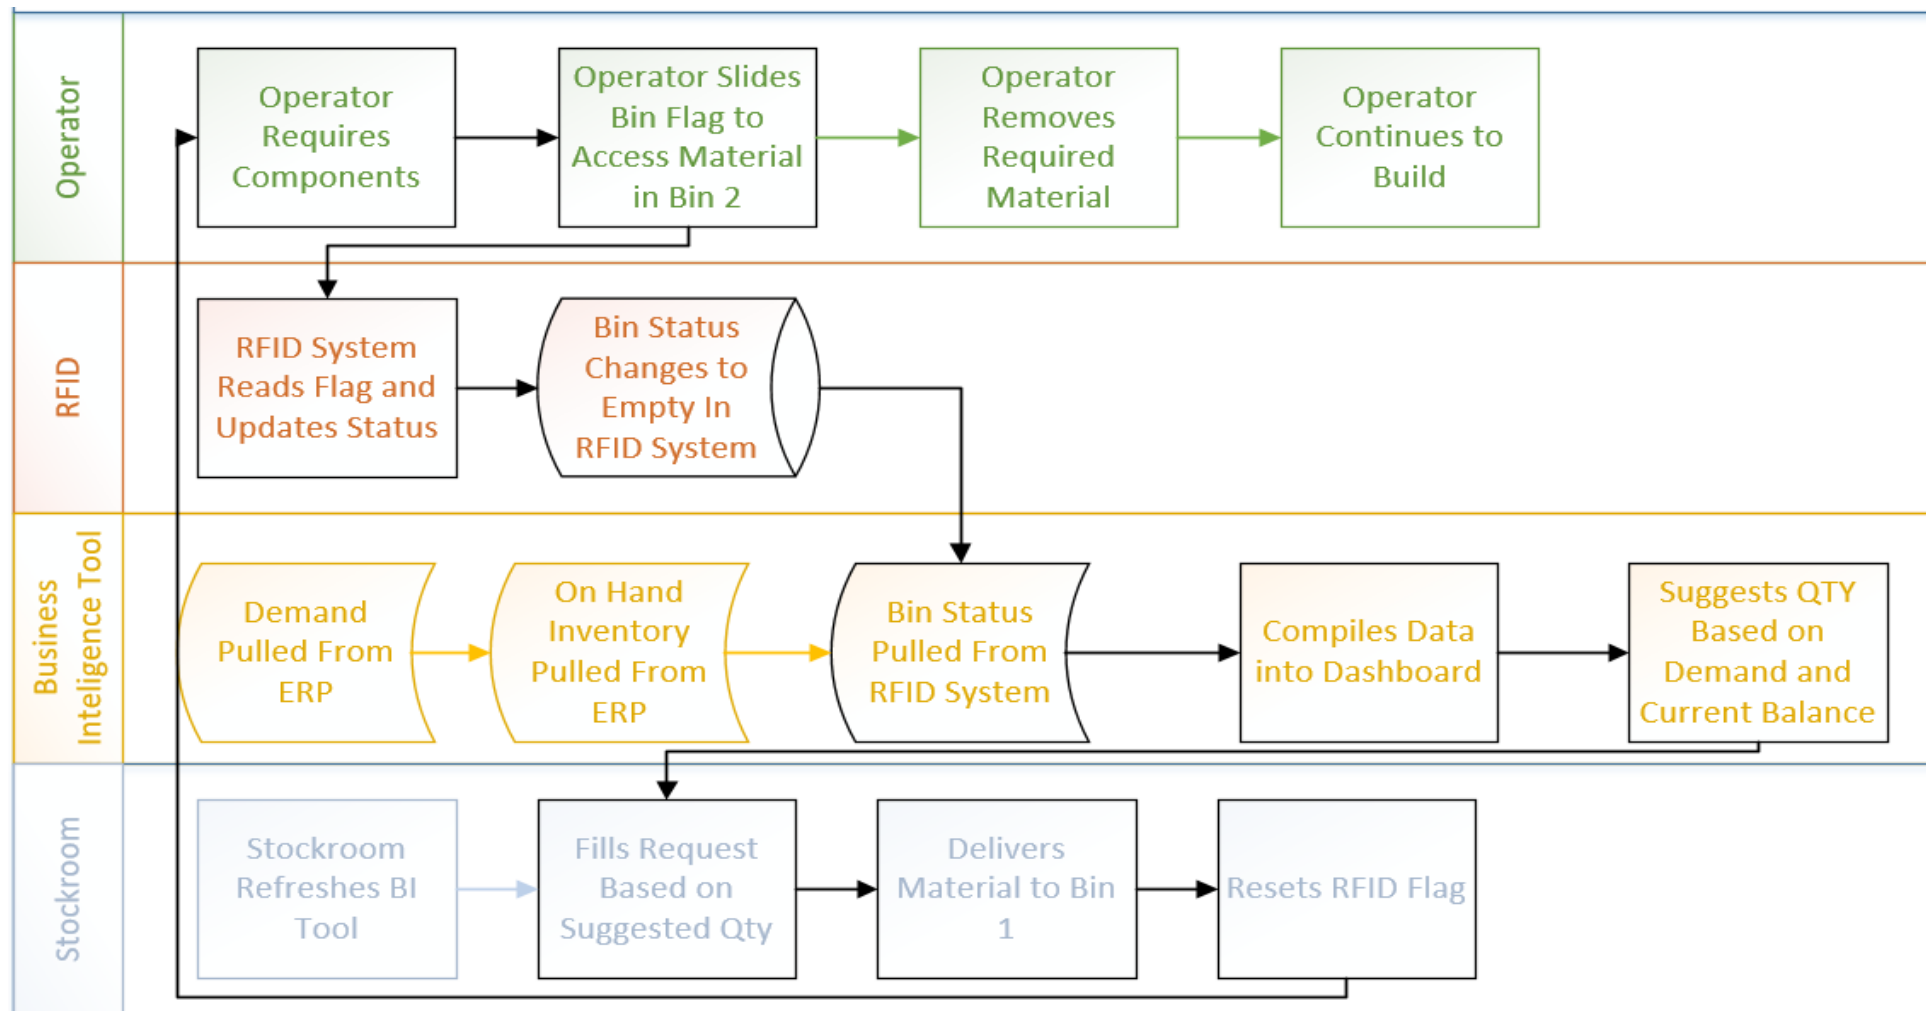 Operator
Operator
Requires
Components
Operator Slides
Bin Flag to
Access Material
in Bin 2
Operator
Removes
Required
Material
Operator
Continues to
Build
RFID
RFID System
Reads Flag and
Updates Status
Bin Status
Changes to
Empty In
RFID System
Business
Inteligence Tool
Demand
Pulled From
ERP
On Hand
Inventory
Pulled From
ERP
Bin Status
Pulled From
RFID System
Compiles Data
into Dashboard
Suggests QTY
Based on
Demand and
Current Balance
Stockroom
Stockroom
Refreshes BI
Tool
Fills Request
Based on
Suggested Qty
Delivers
Material to Bin
1
Resets RFID Flag